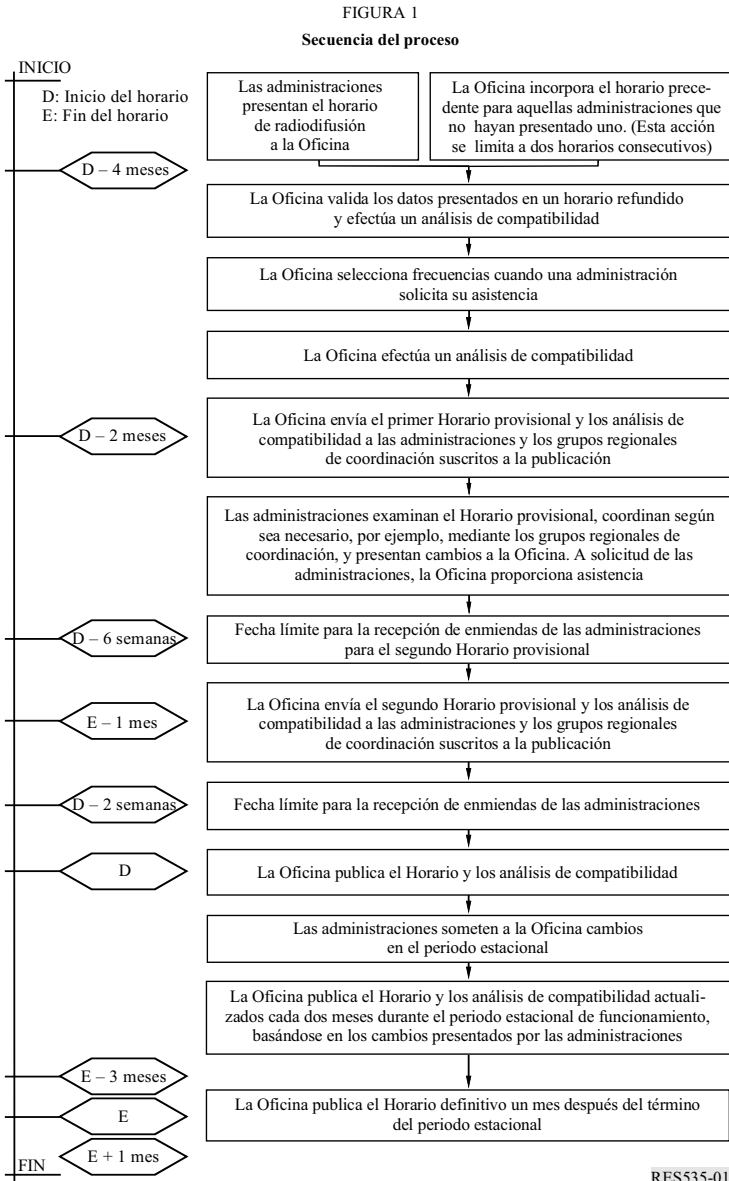 FIGURA 1
Secuencia del proceso
INICIO
D: Inicio del horario
E: Fin del horario
Las administraciones
presentan el horario
de radiodifusión
a la Oficina
La Oficina incorpora el horario prece-
dente para aquellas administraciones que
no hayan presentado uno. (Esta acción
se limita a dos horarios consecutivos)
D – 4 meses
La Oficina valida los datos presentados en un horario refundido
y efectúa un análisis de compatibilidad
La Oficina selecciona frecuencias cuando una administración
solicita su asistencia
La Oficina efectúa un análisis de compatibilidad
D – 2 meses
La Oficina envía el primer Horario provisional y los análisis de
compatibilidad a las administraciones y los grupos regionales
de coordinación suscritos a la publicación
Las administraciones examinan el Horario provisional, coordinan según
sea necesario, por ejemplo, mediante los grupos regionales de
coordinación, y presentan cambios a la Oficina. A solicitud de las
administraciones, la Oficina proporciona asistencia
D – 6 semanas
Fecha límite para la recepción de enmiendas de las administraciones
para el segundo Horario provisional
E – 1 mes
La Oficina envía el segundo Horario provisional y los análisis de
compatibilidad a las administraciones y los grupos regionales
de coordinación suscritos a la publicación
D – 2 semanas
Fecha límite para la recepción de enmiendas de las administraciones
D
La Oficina publica el Horario y los análisis de compatibilidad
Las administraciones someten a la Oficina cambios
en el periodo estacional
La Oficina publica el Horario y los análisis de compatibilidad actuali-
zados cada dos meses durante el periodo estacional de funcionamiento,
basándose en los cambios presentados por las administraciones
E – 3 meses
E
La Oficina publica el Horario definitivo un mes después del término
del periodo estacional
E + 1 mes
FIN
RES535-01